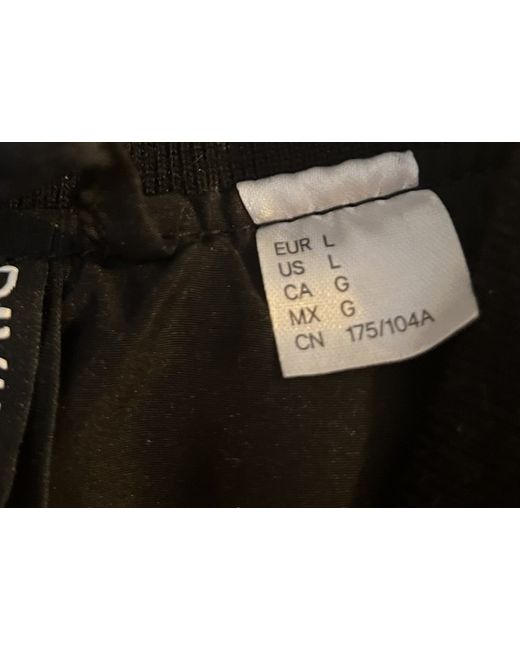 EUR L
US L
CA G
MX G
CN 175/104A